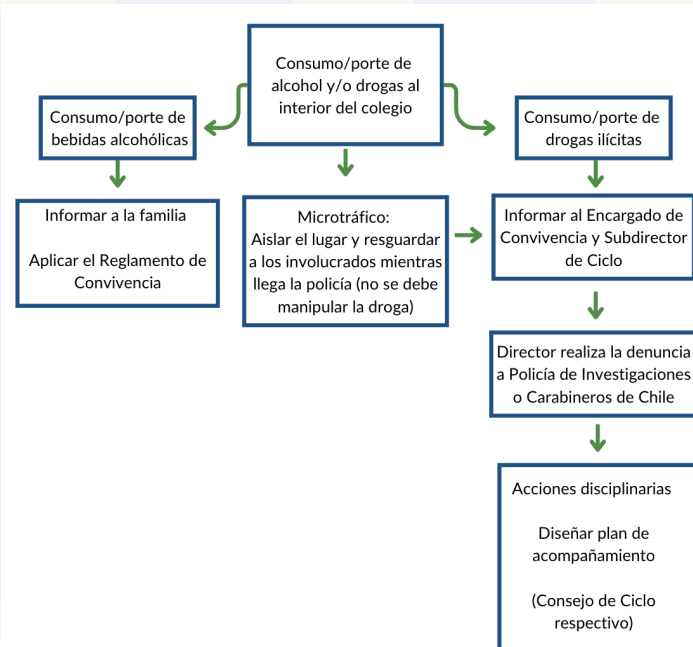 Consumo/porte de
alcohol y/o drogas al
interior del colegio
Consumo/porte de
bebidas alcohólicas
Consumo/porte de
drogas ilícitas
Informar a la familia
Aplicar el Reglamento de
Convivencia
Microtráfico:
Aislar el lugar y resguardar
a los involucrados mientras
llega la policía (no se debe
manipular la droga)
Informar al Encargado de
Convivencia y Subdirector
de Ciclo
Director realiza la denuncia
a Policía de Investigaciones
o Carabineros de Chile
Acciones disciplinarias
Diseñar plan de
acompañamiento
(Consejo de Ciclo
respectivo)